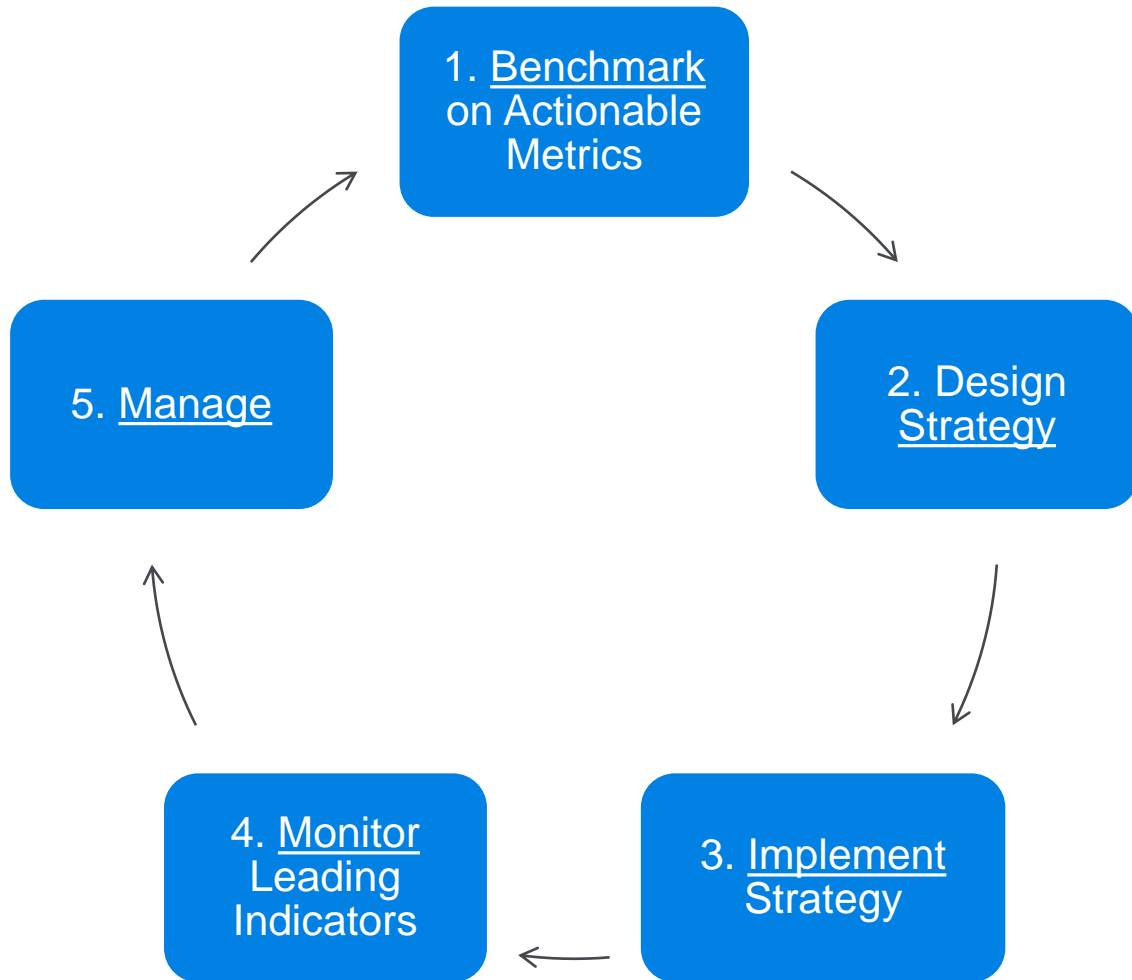 1. Benchmark
on Actionable
Metrics
2. Design
Strategy
3. Implement
Strategy
4. Monitor
Leading
Indicators
5. Manage